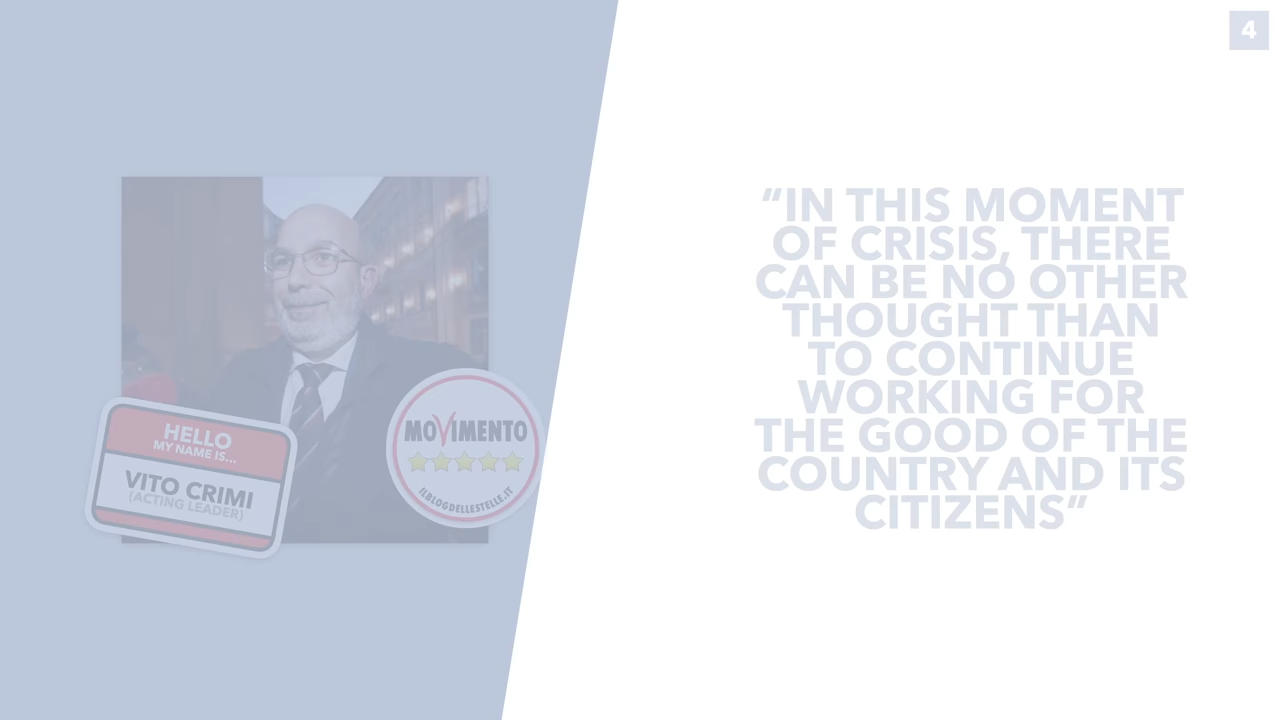 4
“IN THIS MOMENT
OF CRISIS, THERE
CAN BE NO OTHER
THOUGHT THAN
TO CONTINUE
WORKING FOR
THE GOOD OF THE
COUNTRY AND ITS
CITIZENS”
HELLO
MY NAME IS...
VITO CRIMI
(ACTING LEADER)
MOVIMENTO
ILBLOGDELLESTELLE.IT